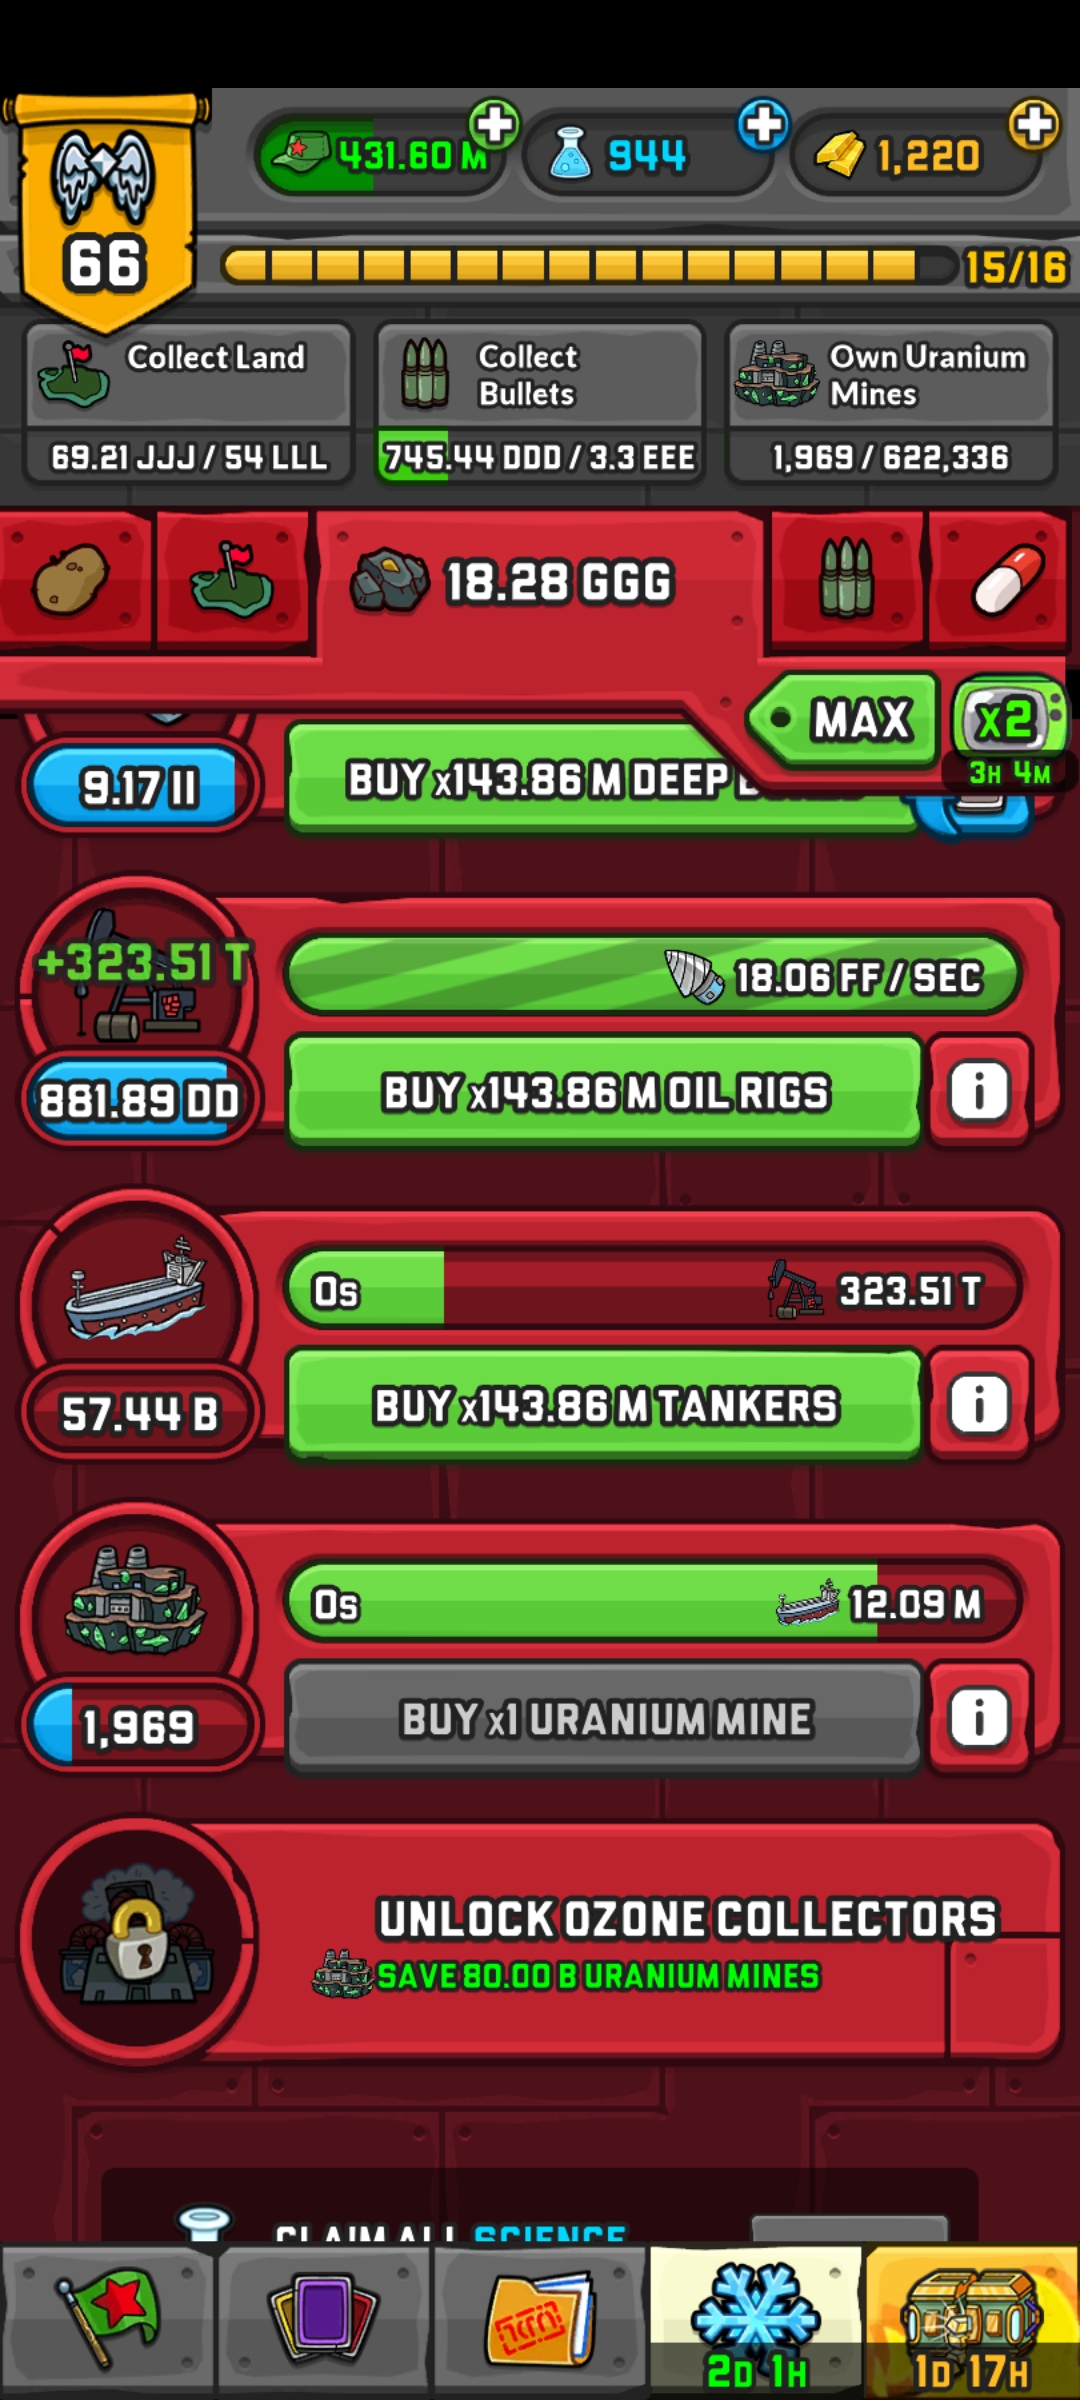 431.60 M
944
1,220
66
15/16
Collect Land
69.21 JJJ / 54 LLL
Collect
Bullets
745.44 DDD / 3.3 EEE
Own Uranium
Mines
1,969 / 622,336
18.28 GGG
MAX
x2
3H 4M
9.17 II
BUY x143.86 M DEEP
+323.51 T
18.06 FF / SEC
881.89 DD
BUY x143.86 M OIL RIGS
i
0s
323.51 T
57.44 B
BUY x143.86 M TANKERS
i
0s
12.09 M
1,969
BUY x1 URANIUM MINE
i
UNLOCK OZONE COLLECTORS
SAVE 80.00 B URANIUM MINES
CLAIM ALL SCIENCE
2D 1H
1D 17H